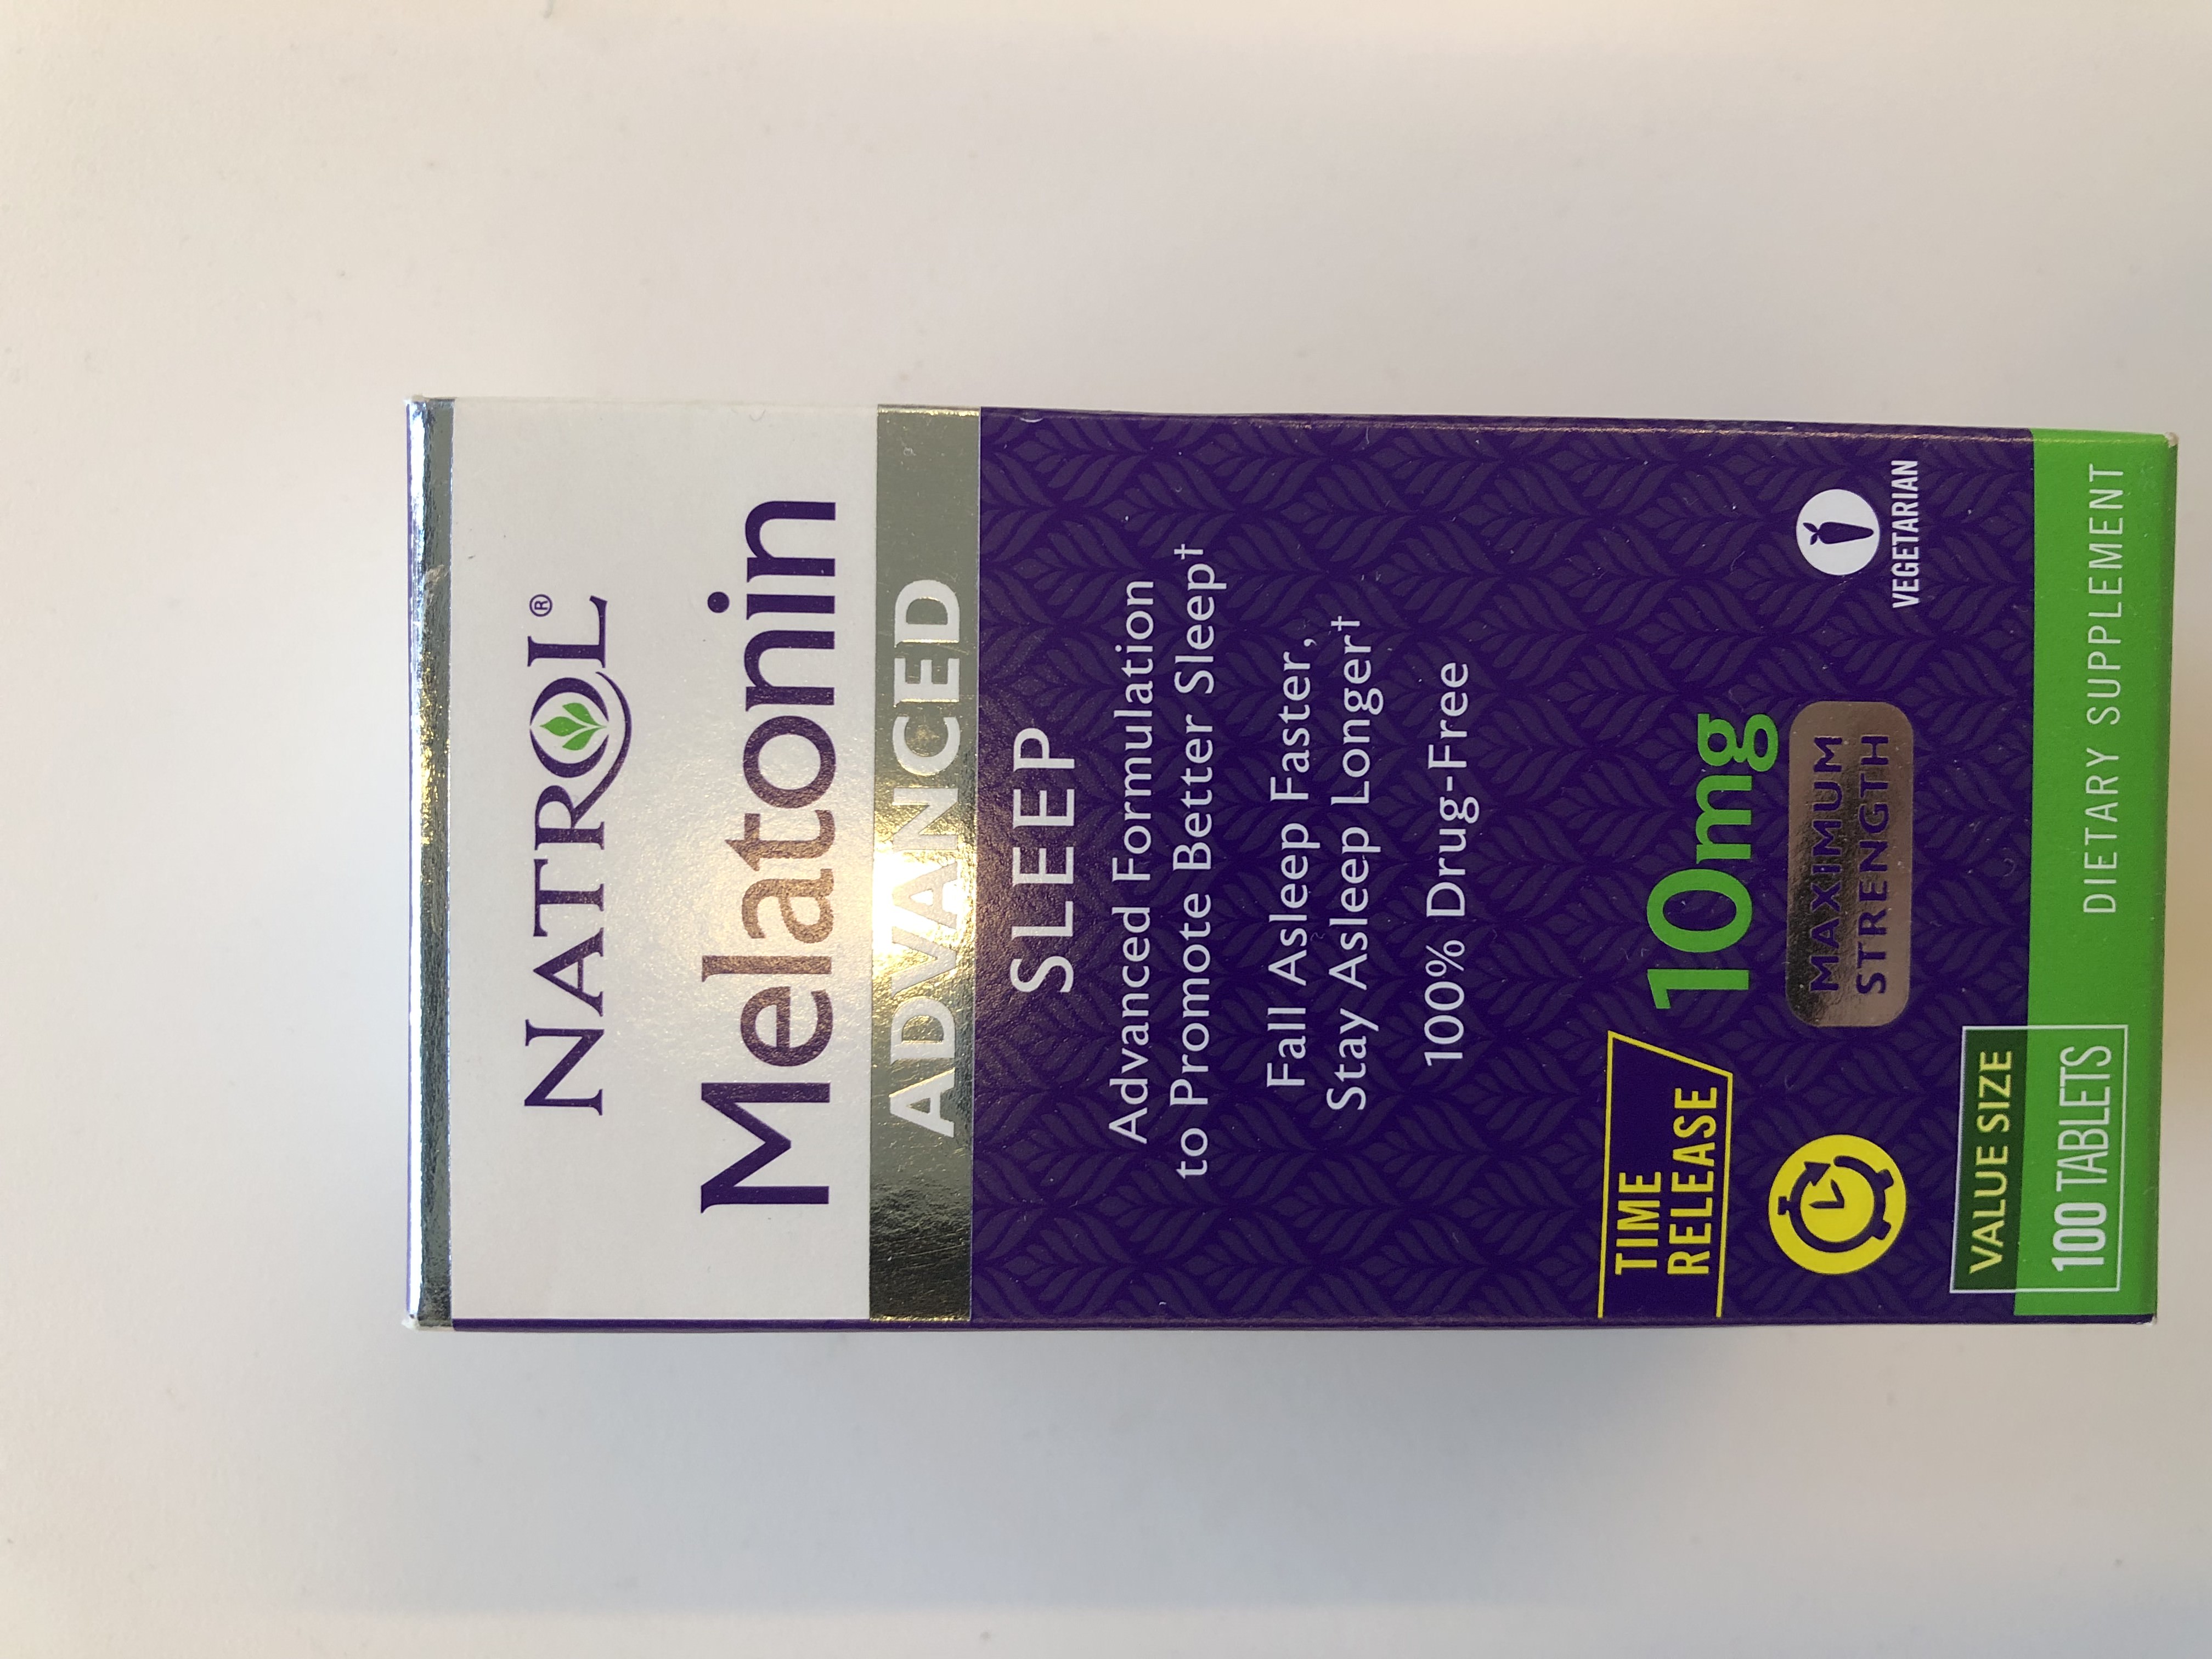 NATROL®
Melatonin
ADVANCED
SLEEP
Advanced Formulation
to Promote Better Sleep†
Fall Asleep Faster,
Stay Asleep Longer†
100% Drug-Free
TIME
RELEASE
10mg
MAXIMUM
STRENGTH
VEGETARIAN
VALUE SIZE
100 TABLETS
DIETARY SUPPLEMENT